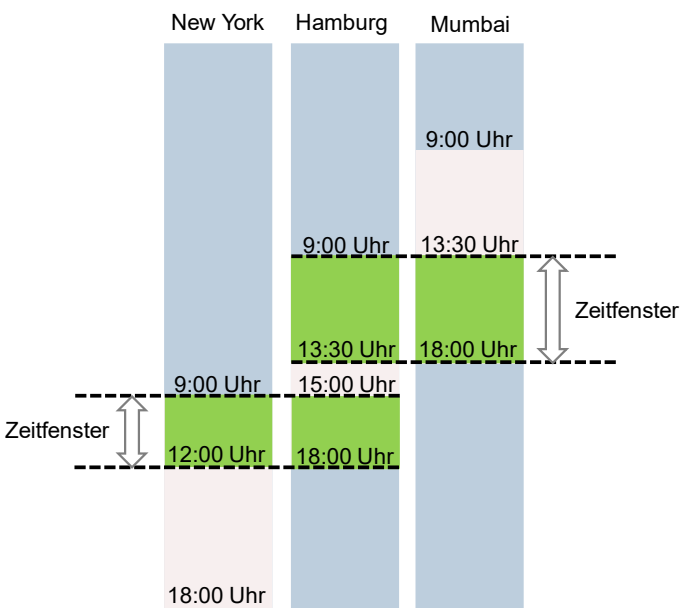 New York Hamburg Mumbai
9:00 Uhr
9:00 Uhr 13:30 Uhr
Zeitfenster
13:30 Uhr 18:00 Uhr
9:00 Uhr 15:00 Uhr
Zeitfenster
12:00 Uhr 18:00 Uhr
18:00 Uhr